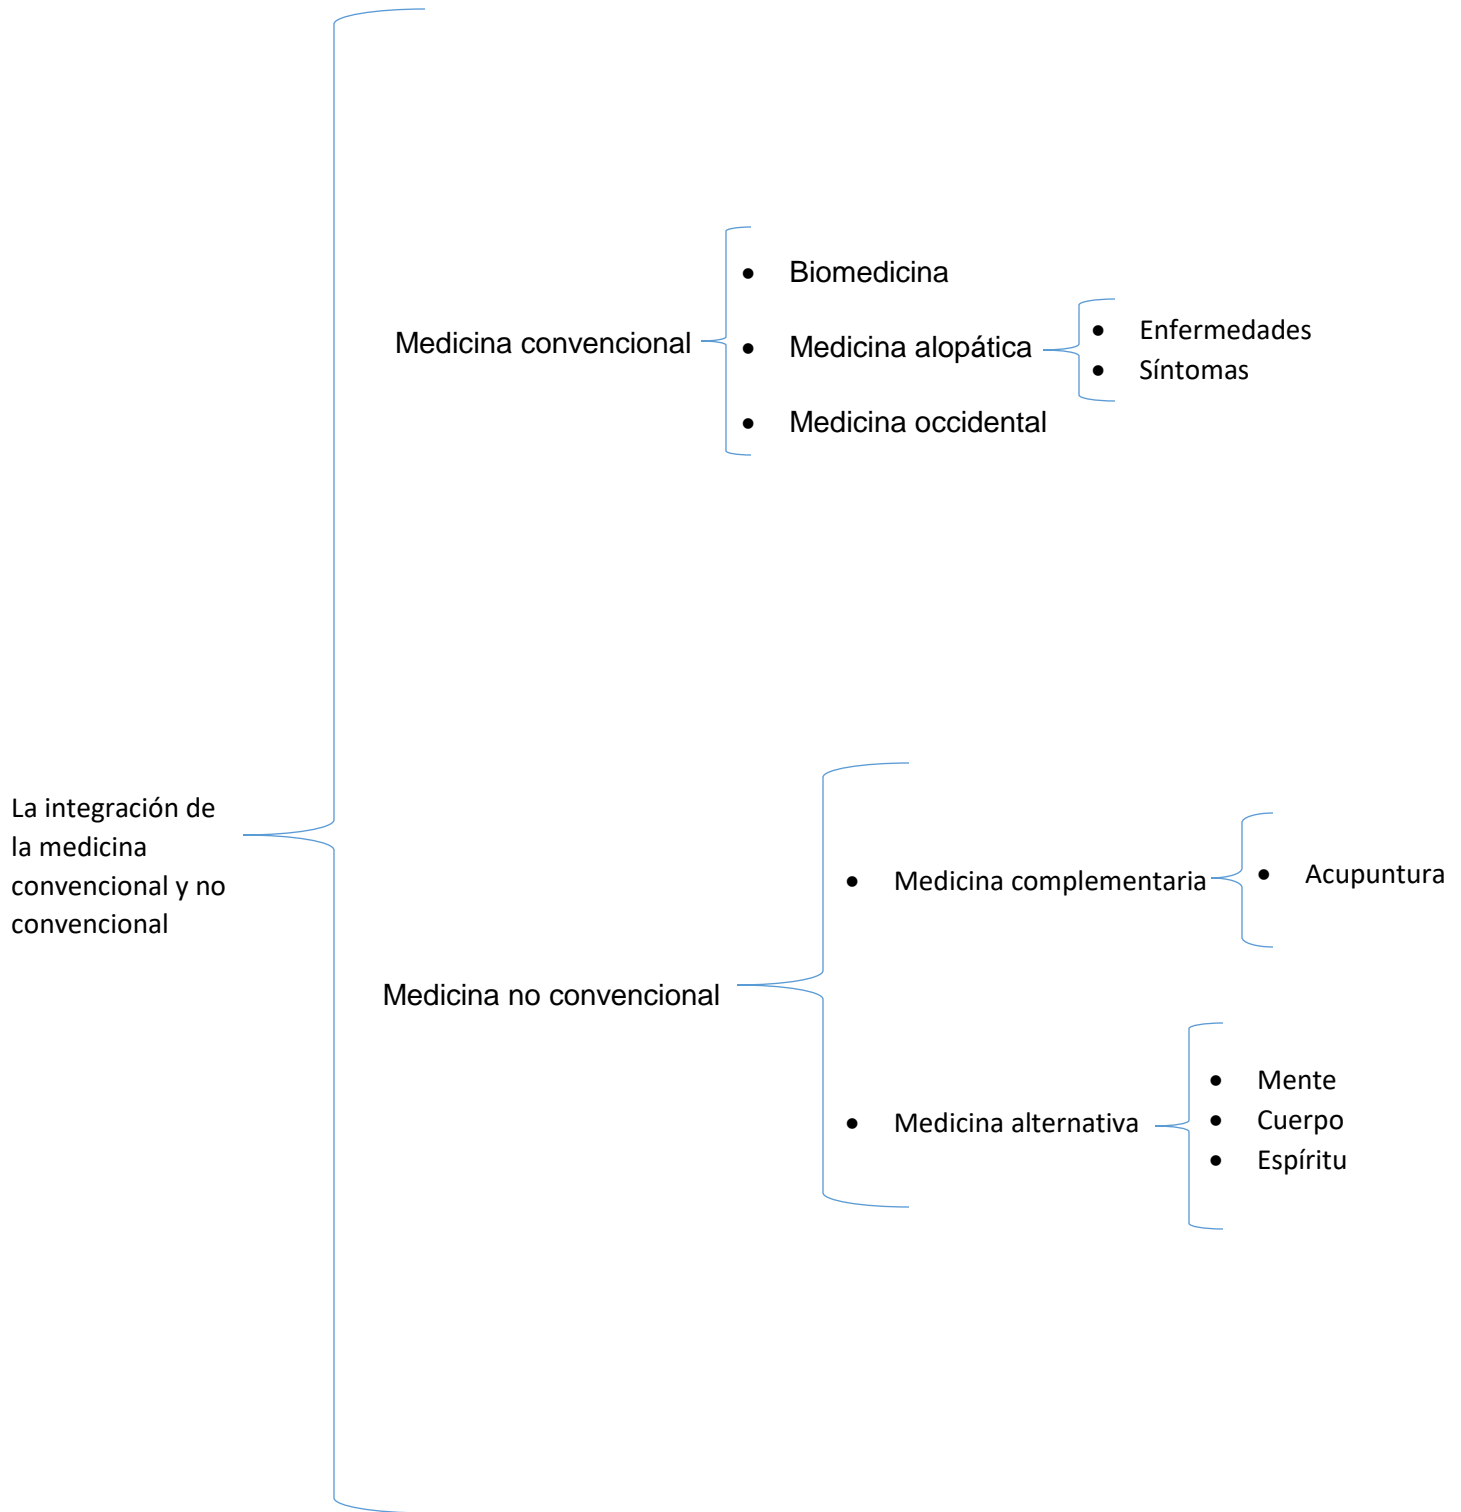 La integración de
la medicina
convencional y no
convencional
Medicina convencional
• Biomedicina
• Medicina alopática
• Medicina occidental
• Enfermedades
• Síntomas
Medicina no convencional
• Medicina complementaria
• Acupuntura
• Medicina alternativa
• Mente
• Cuerpo
• Espíritu